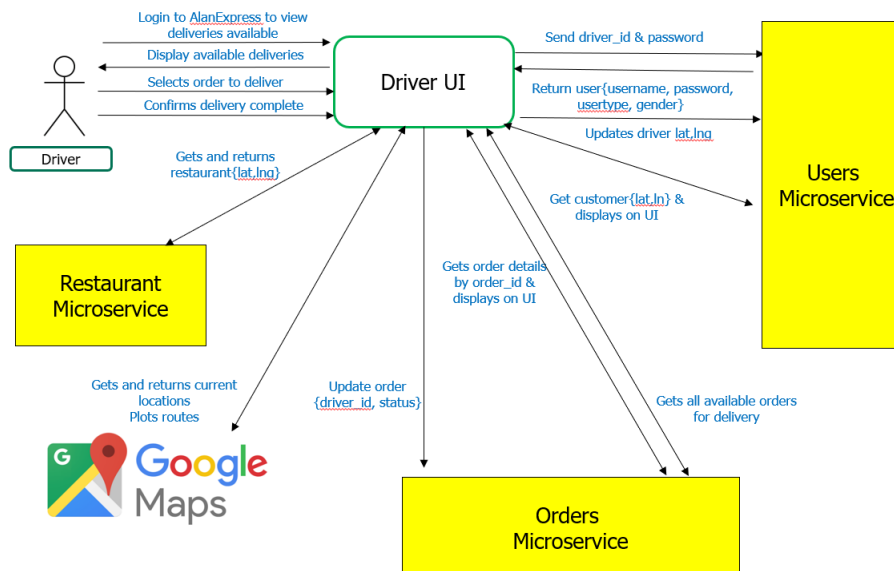 Login to AlanExpress to view
deliveries available
Display available deliveries
Selects order to deliver
Confirms delivery complete
Driver
Driver UI
Send driver_id & password
Return user{username, password,
usertype, gender}
Updates driver lat,lng
Users
Microservice
Gets and returns
restaurant{lat,lng}
Get customer{lat,ln} &
displays on UI
Restaurant
Microservice
Gets order details
by order_id &
displays on UI
Gets and returns current
locations
Plots routes
Update order
{driver_id, status}
Gets all available orders
for delivery
G
Google
Maps
Orders
Microservice